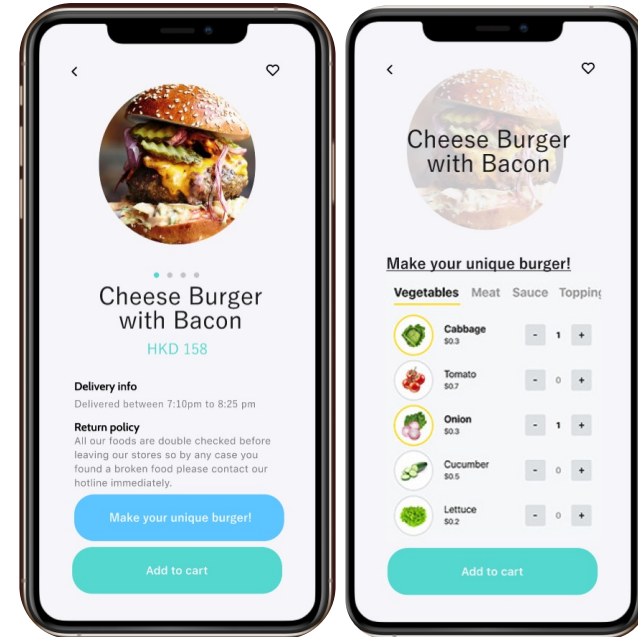 Cheese Burger
with Bacon
HKD 158
Delivery info
Delivered between 7:10pm to 8:25 pm
Return policy
All our foods are double checked before
leaving our stores so by any case you
found a broken food please contact our
hotline immediately.
Make your unique burger!
Add to cart
Cheese Burger
with Bacon
Make your unique burger!
Vegetables Meat Sauce Topping
Cabbage
$0.3
- 1 +
Tomato
$0.7
- 0 +
Onion
$0.3
- 1 +
Cucumber
$0.5
- 0 +
Lettuce
$0.2
- 0 +
Add to cart